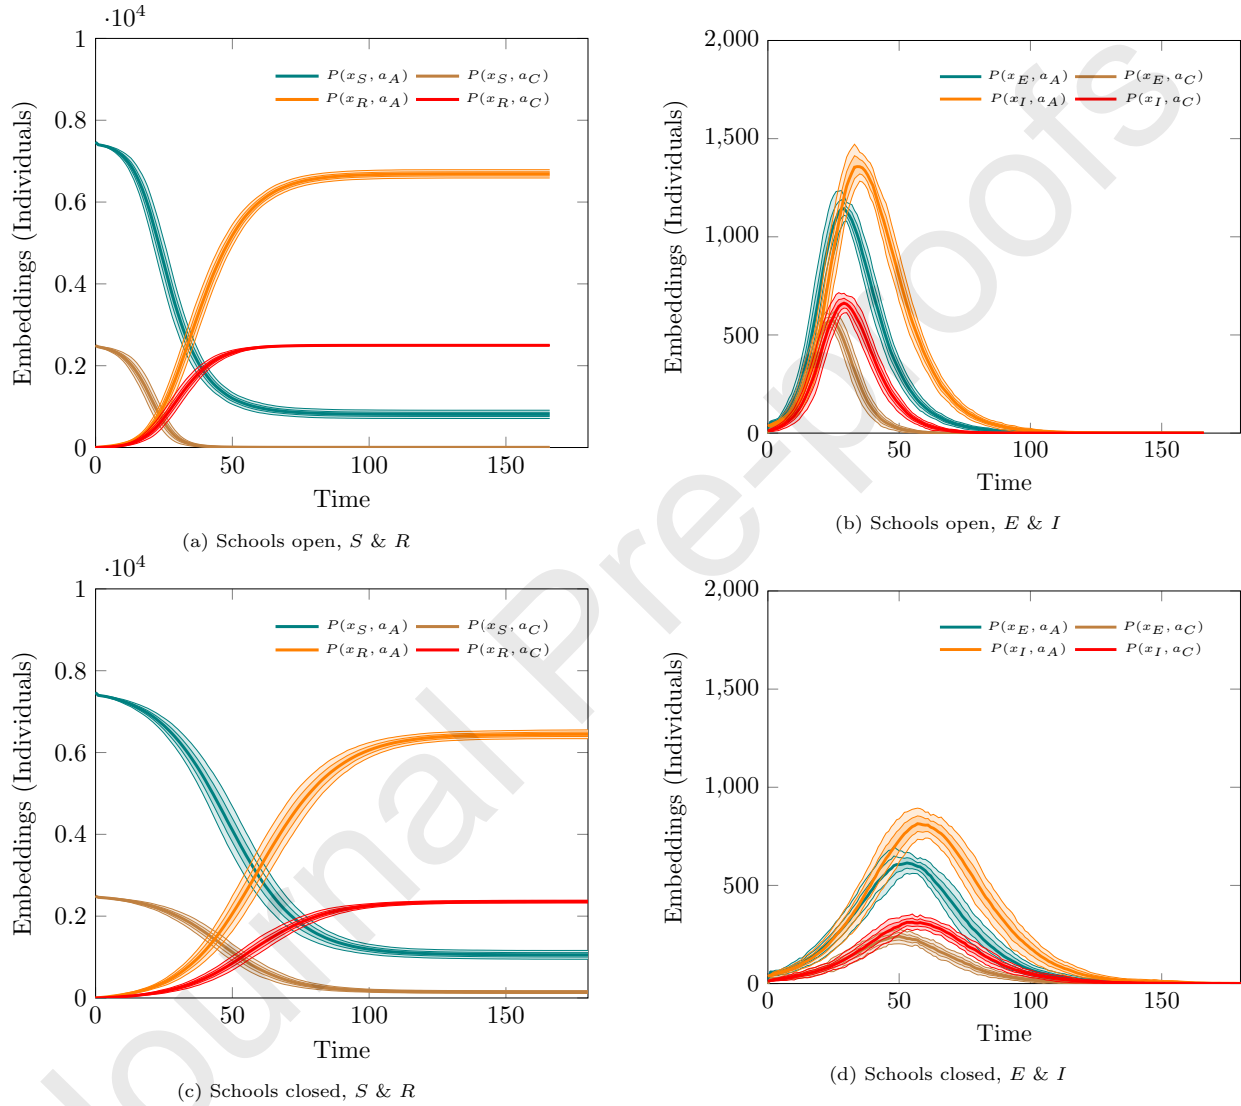 ·10⁴
1
0.8
0.6
0.4
0.2
0
0 50 100 150
Embeddings (Individuals)
Time
P(x_S, a_A) P(x_S, a_C)
P(x_R, a_A) P(x_R, a_C)
(a) Schools open, S & R
2,000
1,500
1,000
500
0
0 50 100 150
Embeddings (Individuals)
Time
P(x_E, a_A) P(x_E, a_C)
P(x_I, a_A) P(x_I, a_C)
(b) Schools open, E & I
·10⁴
1
0.8
0.6
0.4
0.2
0
0 50 100 150
Embeddings (Individuals)
Time
P(x_S, a_A) P(x_S, a_C)
P(x_R, a_A) P(x_R, a_C)
(c) Schools closed, S & R
2,000
1,500
1,000
500
0
0 50 100 150
Embeddings (Individuals)
Time
P(x_E, a_A) P(x_E, a_C)
P(x_I, a_A) P(x_I, a_C)
(d) Schools closed, E & I
Journal Pre-proofs